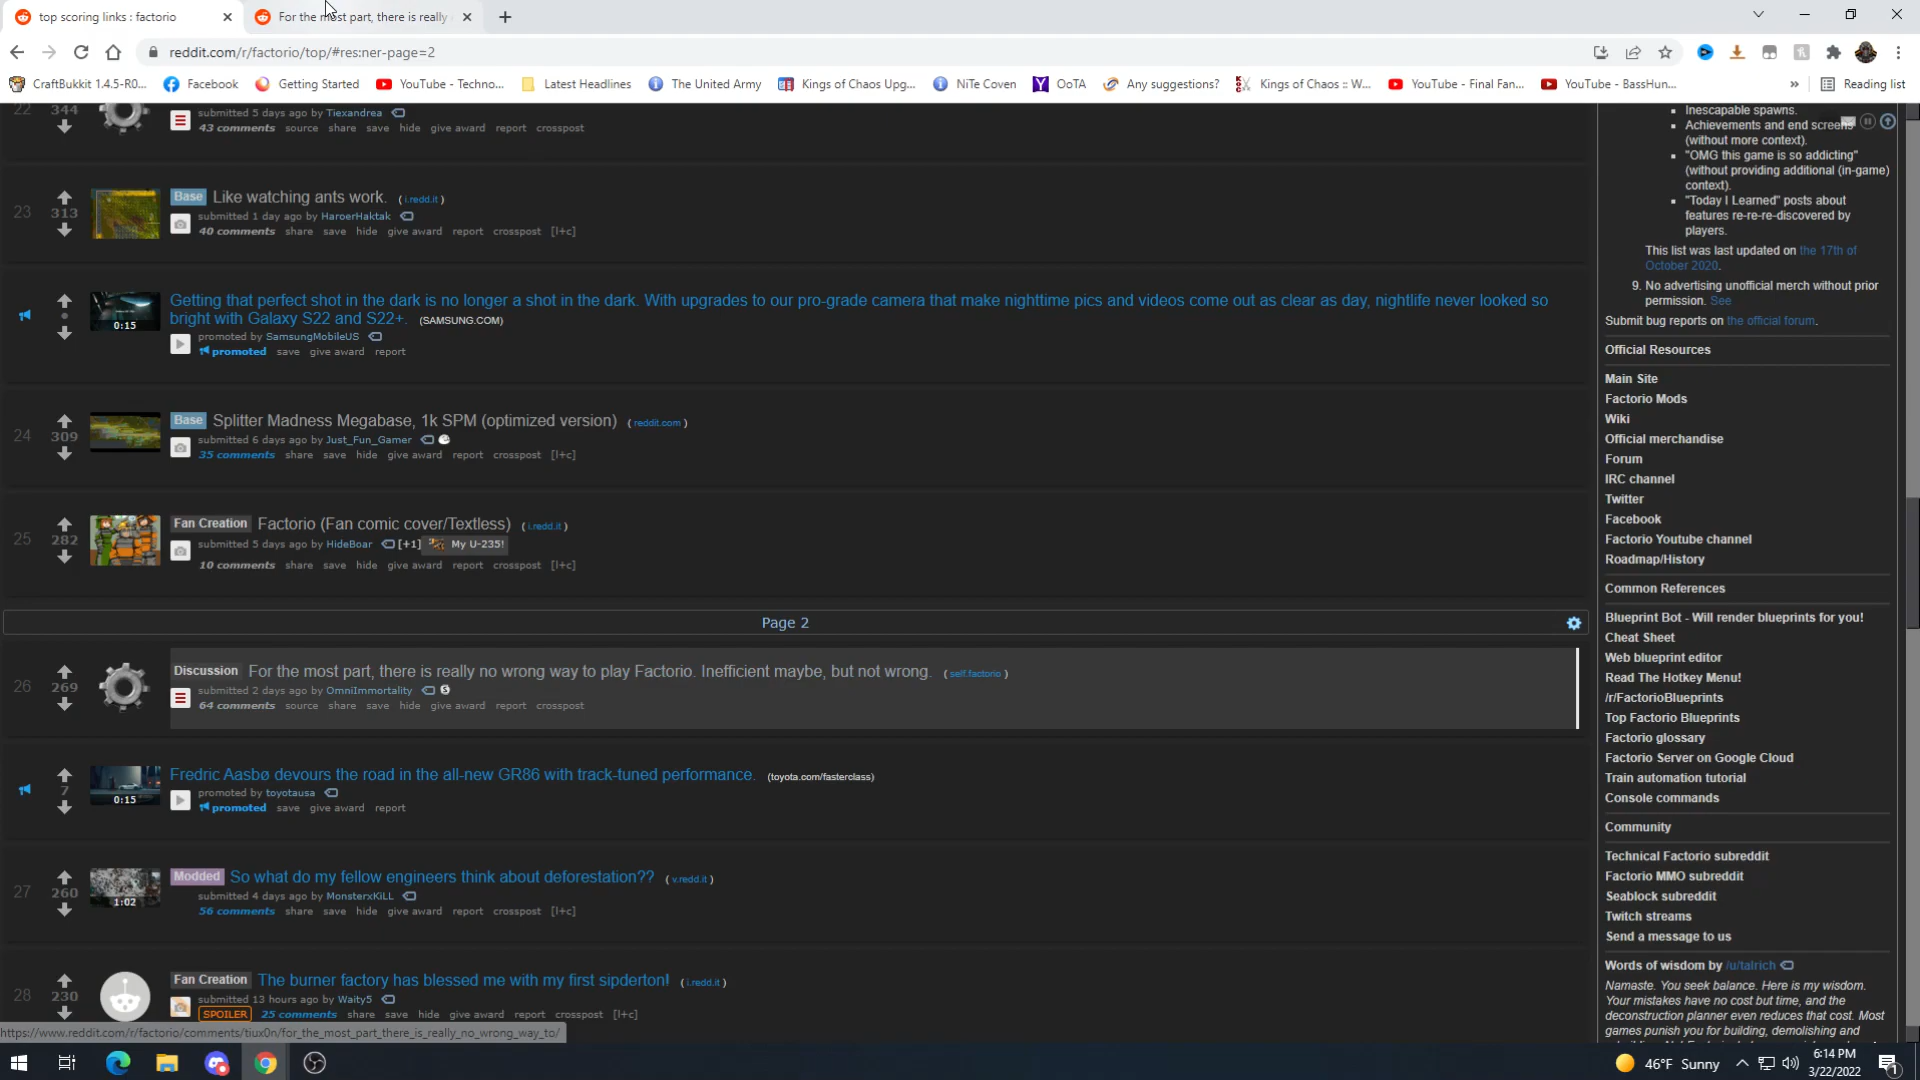 top scoring links : factorio
For the most part, there is really
reddit.com/r/factorio/top/#res:ner-page=2
CraftBukkit 1.4.5-R0...
Facebook
Getting Started
YouTube - Techno...
Latest Headlines
The United Army
Kings of Chaos Upg...
NiTe Coven
OoTA
Any suggestions?
Kings of Chaos :: W...
YouTube - Final Fan...
YouTube - BassHun...
»
Reading list
22
344
submitted 5 days ago by Tiexandrea
43 comments source share save hide give award report crosspost
23
313
Base Like watching ants work. ( i.redd.it )
submitted 1 day ago by HaroerHaktak
40 comments share save hide give award report crosspost [l+c]
Getting that perfect shot in the dark is no longer a shot in the dark. With upgrades to our pro-grade camera that make nighttime pics and videos come out as clear as day, nightlife never looked so
bright with Galaxy S22 and S22+. (SAMSUNG.COM)
0:15
promoted by SamsungMobileUS
promoted save give award report
24
309
Base Splitter Madness Megabase, 1k SPM (optimized version) ( reddit.com )
submitted 6 days ago by Just_Fun_Gamer
35 comments share save hide give award report crosspost [l+c]
25
282
Fan Creation Factorio (Fan comic cover/Textless) ( i.redd.it )
submitted 5 days ago by HideBoar [+1] My U-235!
10 comments share save hide give award report crosspost [l+c]
Page 2
26
269
Discussion For the most part, there is really no wrong way to play Factorio. Inefficient maybe, but not wrong. ( self.factorio )
submitted 2 days ago by OmniImmortality
64 comments source share save hide give award report crosspost
7
0:15
Fredric Aasbø devours the road in the all-new GR86 with track-tuned performance. (toyota.com/fasterclass)
promoted by toyotausa
promoted save give award report
27
260
1:02
Modded So what do my fellow engineers think about deforestation?? ( v.redd.it )
submitted 4 days ago by MonsterxKiLL
56 comments share save hide give award report crosspost [l+c]
28
230
Fan Creation The burner factory has blessed me with my first sipderton! ( i.redd.it )
submitted 13 hours ago by Waity5
SPOILER 25 comments share save hide give award report crosspost [l+c]
https://www.reddit.com/r/factorio/comments/tiux0n/for_the_most_part_there_is_really_no_wrong_way_to/
Inescapable spawns.
Achievements and end screens
(without more context).
"OMG this game is so addicting"
(without providing additional (in-game)
context).
"Today I Learned" posts about
features re-re-re-discovered by
players.
This list was last updated on the 17th of
October 2020.
9. No advertising unofficial merch without prior
permission. See
Submit bug reports on the official forum.
Official Resources
Main Site
Factorio Mods
Wiki
Official merchandise
Forum
IRC channel
Twitter
Facebook
Factorio Youtube channel
Roadmap/History
Common References
Blueprint Bot - Will render blueprints for you!
Cheat Sheet
Web blueprint editor
Read The Hotkey Menu!
/r/FactorioBlueprints
Top Factorio Blueprints
Factorio glossary
Factorio Server on Google Cloud
Train automation tutorial
Console commands
Community
Technical Factorio subreddit
Factorio MMO subreddit
Seablock subreddit
Twitch streams
Send a message to us
Words of wisdom by /u/talrich
Namaste. You seek balance. Here is my wisdom.
Your mistakes have no cost but time, and the
deconstruction planner even reduces that cost. Most
games punish you for building, demolishing and
46°F Sunny
6:14 PM
3/22/2022
1